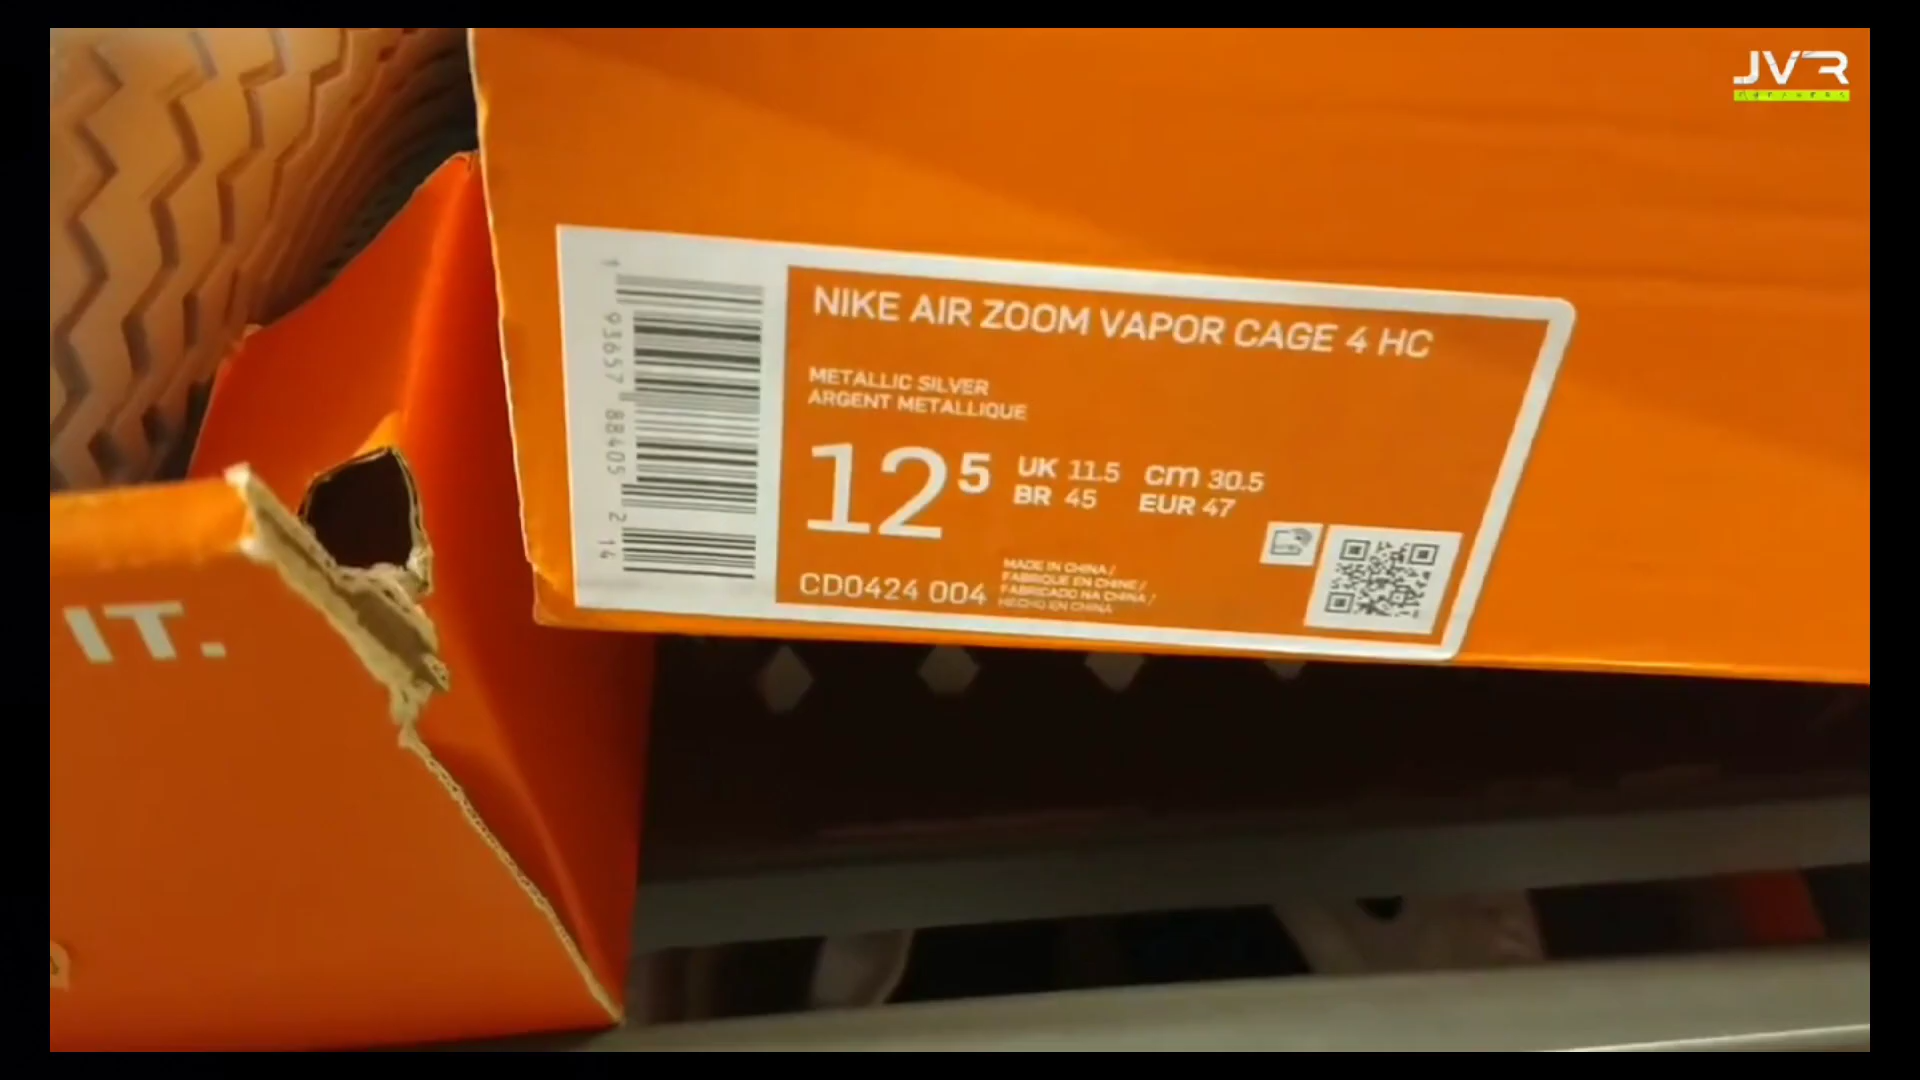 JVR
NIKE AIR ZOOM VAPOR CAGE 4 HC
METALLIC SILVER
ARGENT METALLIQUE
12 5 UK 11.5 cm 30.5
BR 45 EUR 47
MADE IN CHINA /
FABRIQUE EN CHINE /
FABRICADO NA CHINA /
HECHO EN CHINA
CD0424 004
1 93657 88405 2 14
IT.